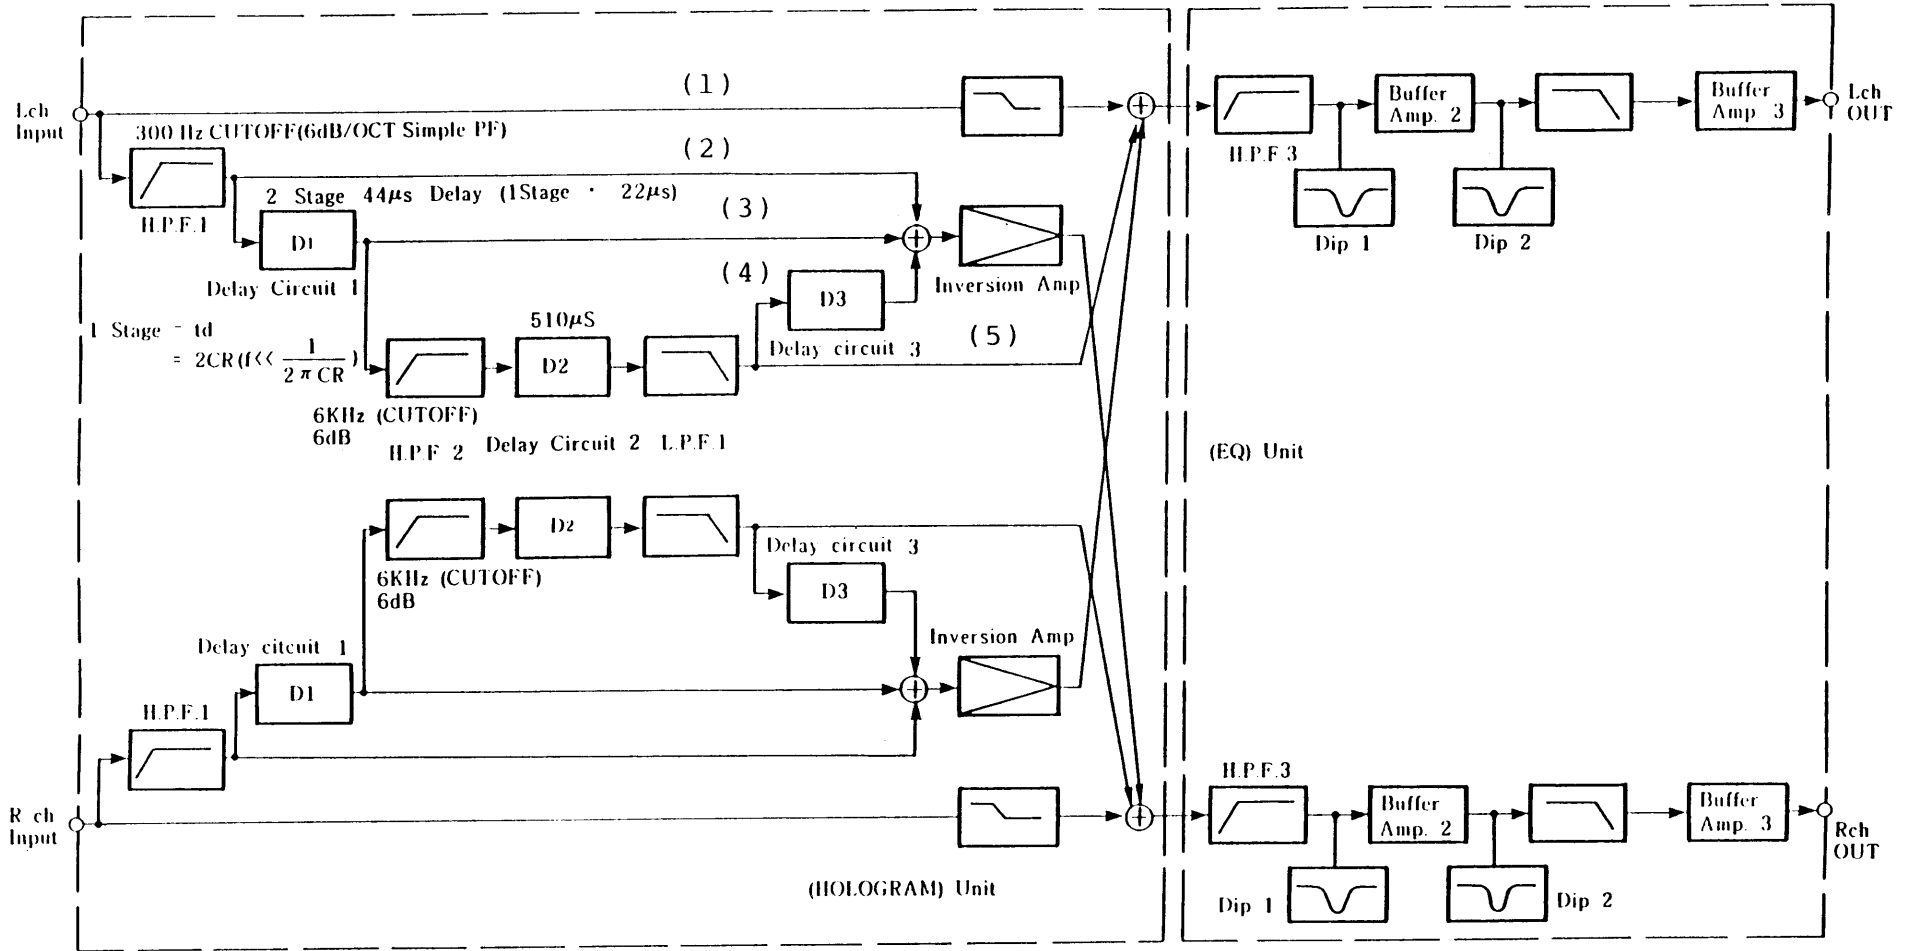 (1)
Lch
Input
300 Hz CUTOFF(6dB/OCT Simple PF)
(2)
H.P.F.1
2 Stage 44μs Delay (1Stage · 22μs)
D1
(3)
Delay Circuit 1
(4)
D3
Inversion Amp
1 Stage = td
= 2CR(f<< 1 / 2πCR)
510μS
D2
Delay circuit 3
(5)
6KHz (CUTOFF)
6dB
H.P.F 2
Delay Circuit 2
L.P.F.1
D2
Delay circuit 3
6KHz (CUTOFF)
6dB
D3
Delay citcuit 1
D1
Inversion Amp
H.P.F.1
R ch
Input
(HOLOGRAM) Unit
H.P.F.3
Buffer
Amp. 2
Buffer
Amp. 3
Lch
OUT
Dip 1
Dip 2
(EQ) Unit
H.P.F.3
Buffer
Amp. 2
Buffer
Amp. 3
Rch
OUT
Dip 1
Dip 2